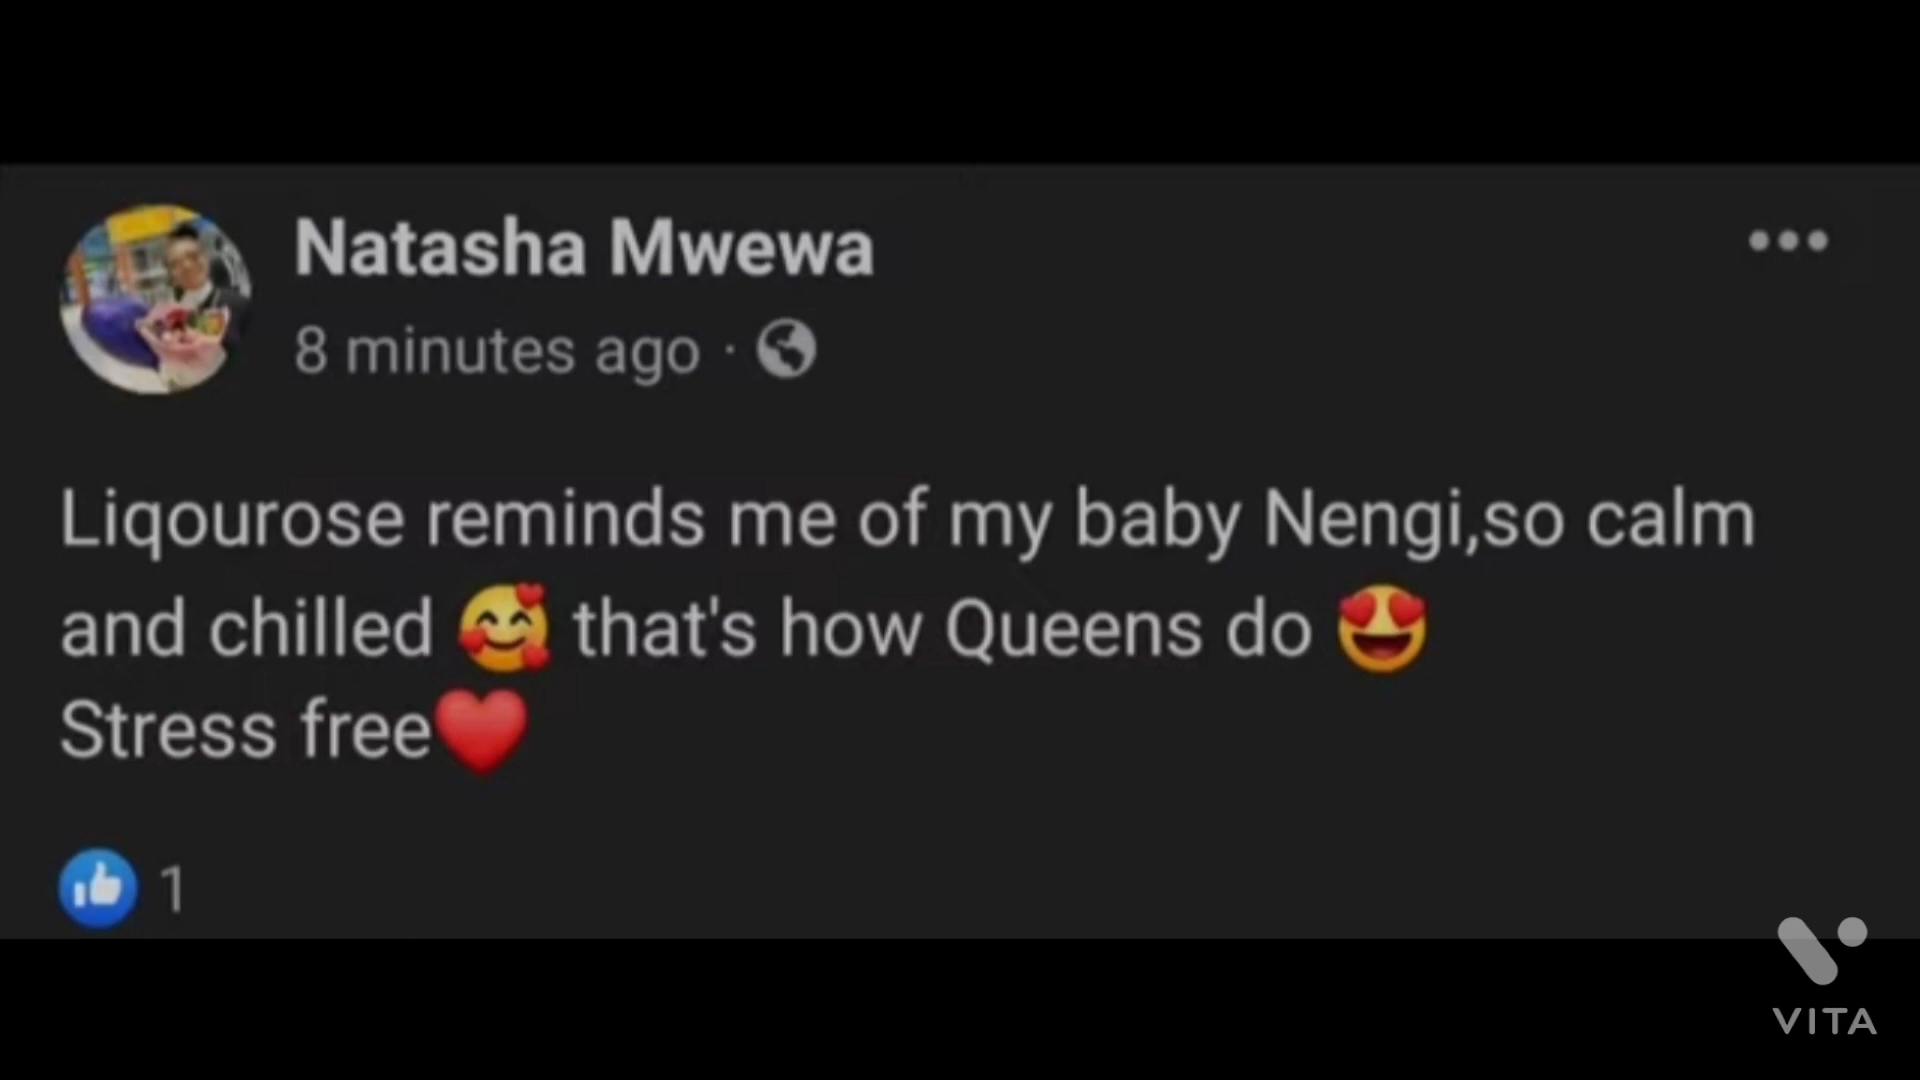 Natasha Mwewa
8 minutes ago ·
Liqourose reminds me of my baby Nengi,so calm
and chilled 🥰 that's how Queens do 😍
Stress free❤️
1
VITA